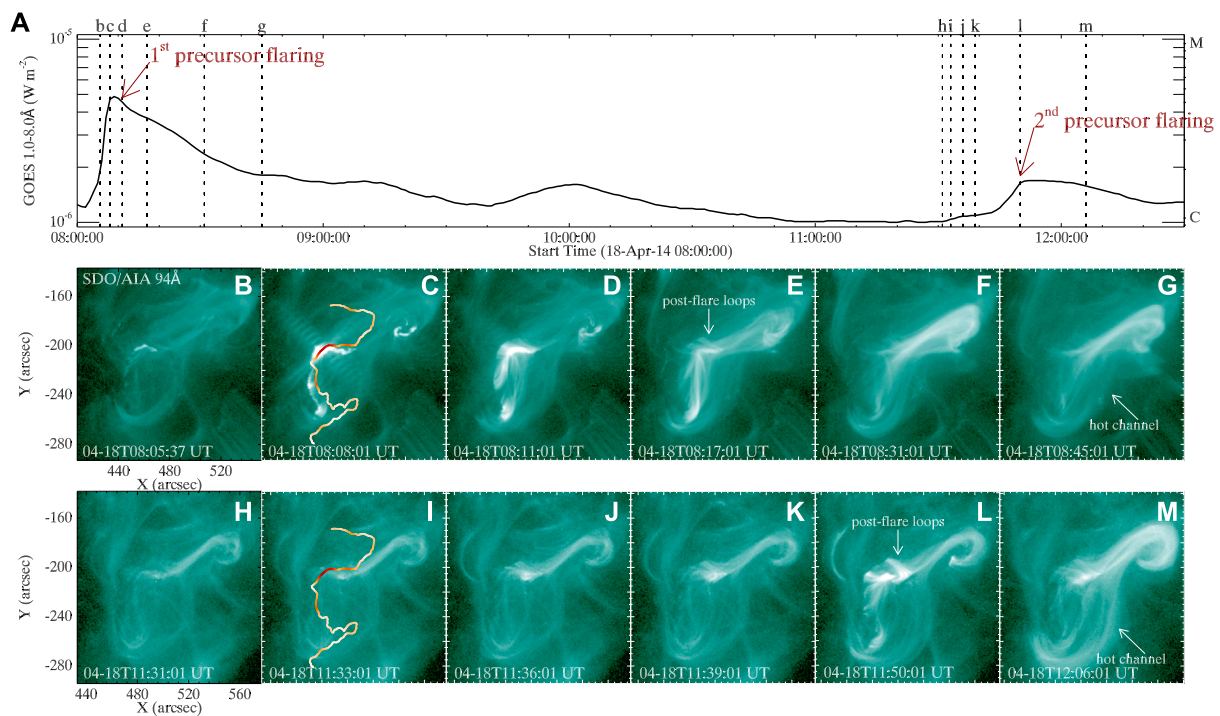 A
b c d e f g h i j k l m
10⁻⁵
M
1ˢᵗ precursor flaring
GOES 1.0-8.0Å (W m⁻²)
2ⁿᵈ precursor flaring
10⁻⁶
C
08:00:00 09:00:00 10:00:00 11:00:00 12:00:00
Start Time (18-Apr-14 08:00:00)
SDO/AIA 94Å
B C D E F G
post-flare loops
hot channel
-160
-200
-240
-280
Y (arcsec)
04-18T08:05:37 UT 04-18T08:08:01 UT 04-18T08:11:01 UT 04-18T08:17:01 UT 04-18T08:31:01 UT 04-18T08:45:01 UT
440 480 520
X (arcsec)
H I J K L M
post-flare loops
hot channel
-160
-200
-240
-280
Y (arcsec)
04-18T11:31:01 UT 04-18T11:33:01 UT 04-18T11:36:01 UT 04-18T11:39:01 UT 04-18T11:50:01 UT 04-18T12:06:01 UT
440 480 520 560
X (arcsec)